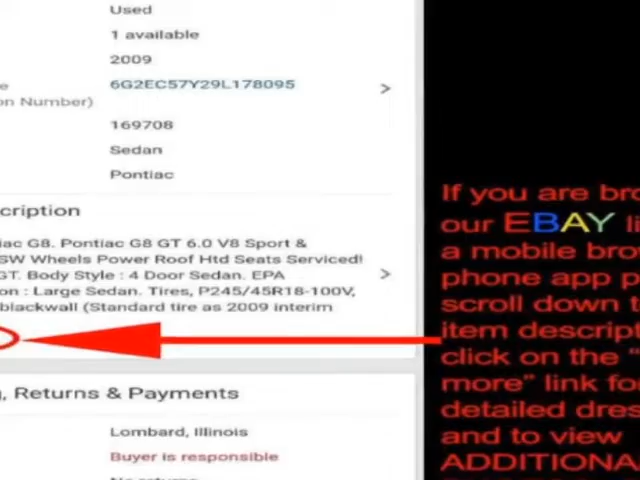 Used
1 available
2009
6G2EC57Y29L178095
on Number)
169708
Sedan
Pontiac
cription
iac G8. Pontiac G8 GT 6.0 V8 Sport &
SW Wheels Power Roof Htd Seats Serviced!
GT. Body Style : 4 Door Sedan. EPA
on : Large Sedan. Tires, P245/45R18-100V,
blackwall (Standard tire as 2009 interim
, Returns & Payments
Lombard, Illinois
Buyer is responsible
No returns
If you are bro
our EBAY li
a mobile brow
phone app p
scroll down t
item descript
click on the "
more" link fo
detailed dres
and to view
ADDITIONA